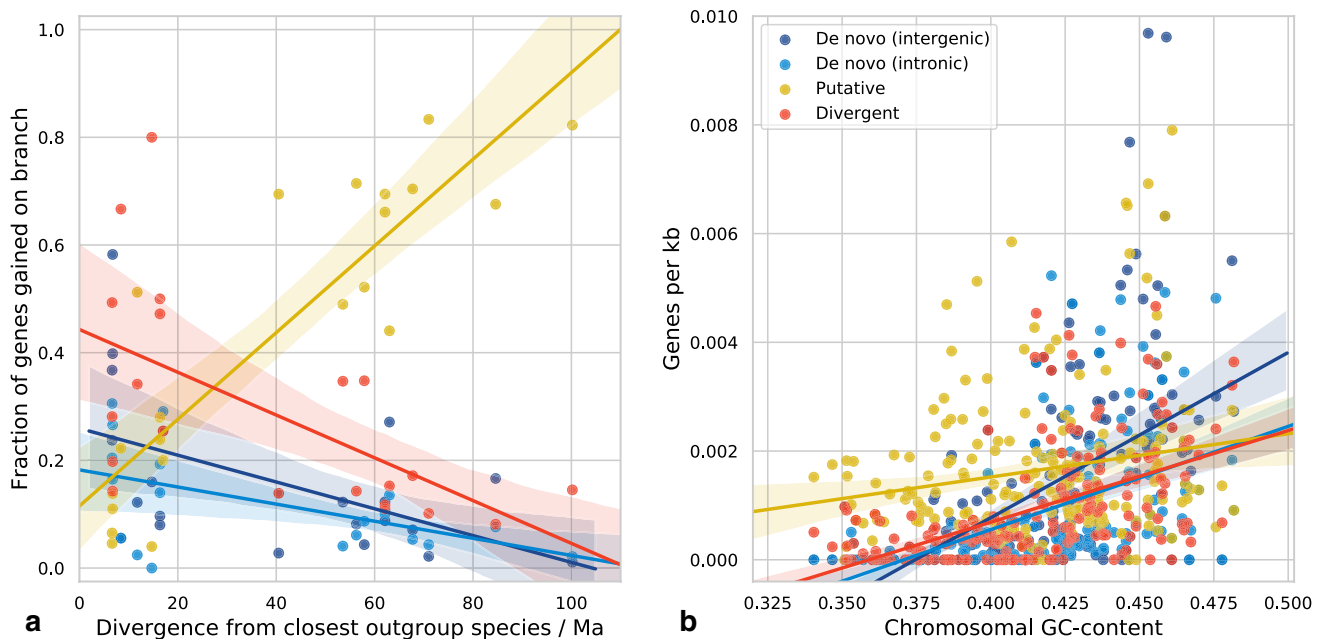 Fraction of genes gained on branch
1.0
0.8
0.6
0.4
0.2
0.0
0
20
40
60
80
100
Divergence from closest outgroup species / Ma
a
Genes per kb
0.010
0.008
0.006
0.004
0.002
0.000
De novo (intergenic)
De novo (intronic)
Putative
Divergent
0.325
0.350
0.375
0.400
0.425
0.450
0.475
0.500
Chromosomal GC-content
b